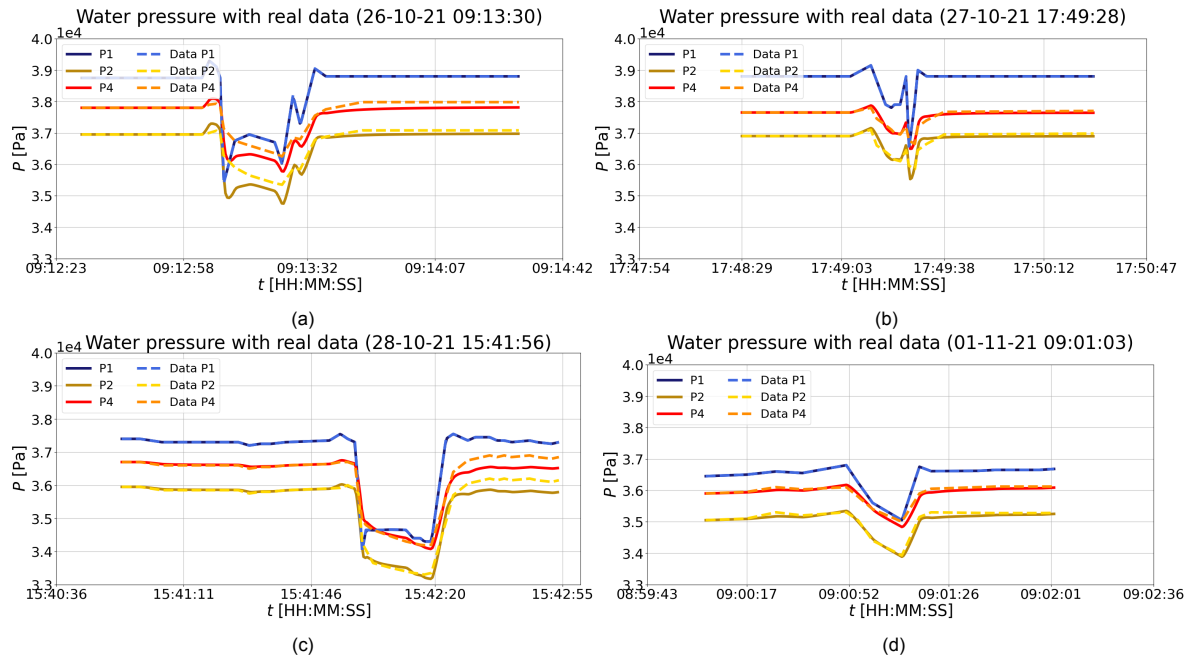 Water pressure with real data (26-10-21 09:13:30)
1e4
P [Pa]
4.0
3.9
3.8
3.7
3.6
3.5
3.4
3.3
P1
P2
P4
Data P1
Data P2
Data P4
09:12:23
09:12:58
09:13:32
09:14:07
09:14:42
t [HH:MM:SS]
(a)
Water pressure with real data (27-10-21 17:49:28)
1e4
P [Pa]
4.0
3.9
3.8
3.7
3.6
3.5
3.4
3.3
P1
P2
P4
Data P1
Data P2
Data P4
17:47:54
17:48:29
17:49:03
17:49:38
17:50:12
17:50:47
t [HH:MM:SS]
(b)
Water pressure with real data (28-10-21 15:41:56)
1e4
P [Pa]
4.0
3.9
3.8
3.7
3.6
3.5
3.4
3.3
P1
P2
P4
Data P1
Data P2
Data P4
15:40:36
15:41:11
15:41:46
15:42:20
15:42:55
t [HH:MM:SS]
(c)
Water pressure with real data (01-11-21 09:01:03)
1e4
P [Pa]
4.0
3.9
3.8
3.7
3.6
3.5
3.4
3.3
P1
P2
P4
Data P1
Data P2
Data P4
08:59:43
09:00:17
09:00:52
09:01:26
09:02:01
09:02:36
t [HH:MM:SS]
(d)